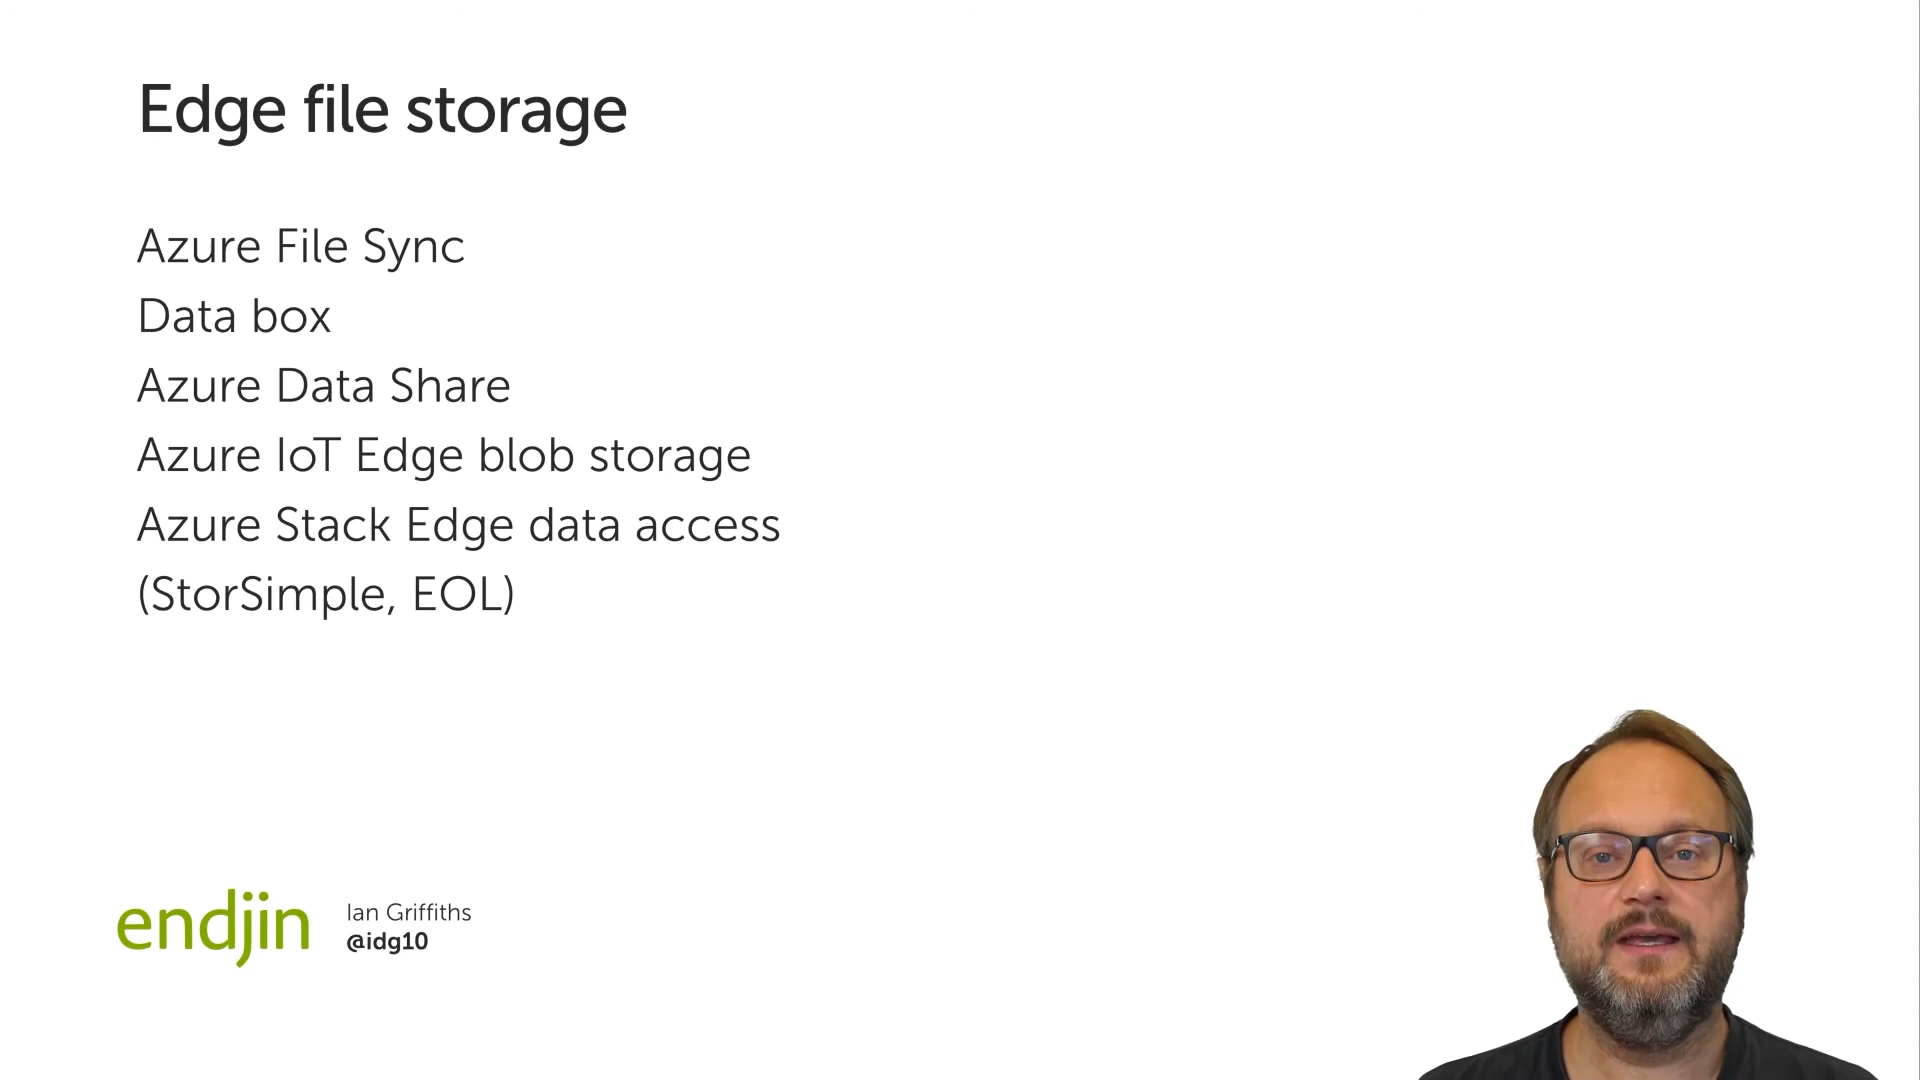 Edge file storage
Azure File Sync
Data box
Azure Data Share
Azure IoT Edge blob storage
Azure Stack Edge data access
(StorSimple, EOL)
endjin
Ian Griffiths
@idg10